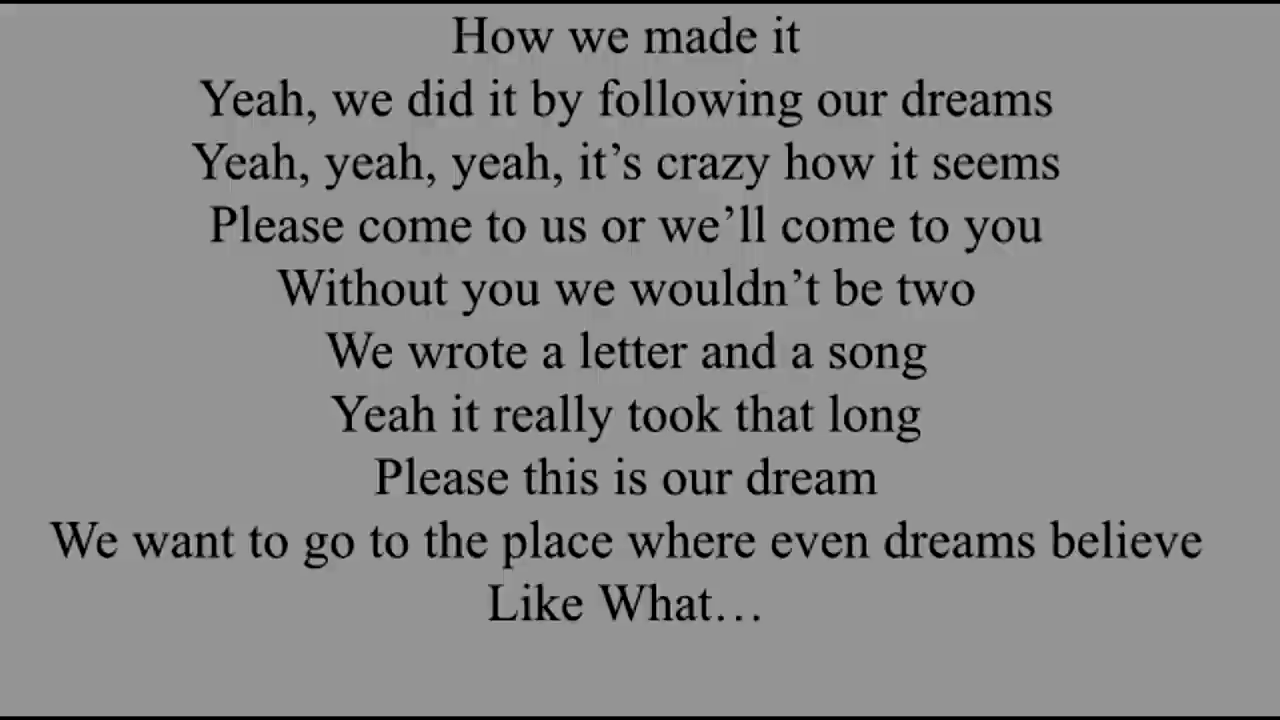 How we made it
Yeah, we did it by following our dreams
Yeah, yeah, yeah, it’s crazy how it seems
Please come to us or we’ll come to you
Without you we wouldn’t be two
We wrote a letter and a song
Yeah it really took that long
Please this is our dream
We want to go to the place where even dreams believe
Like What…